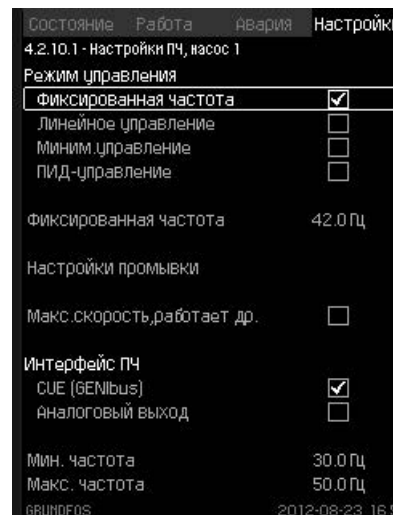 Состояние Работа Авария Настройки
4.2.10.1 - Настройки ПЧ, насос 1
Режим управления
Фиксированная частота
Линейное управление
Миним.управление
ПИД-управление
Фиксированная частота 42.0 Гц
Настройки промывки
Макс.скорость,работает др.
Интерфейс ПЧ
CUE (GENIbus)
Аналоговый выход
Мин. частота 30.0 Гц
Макс. частота 50.0 Гц
GRUNDFOS 2012-08-23